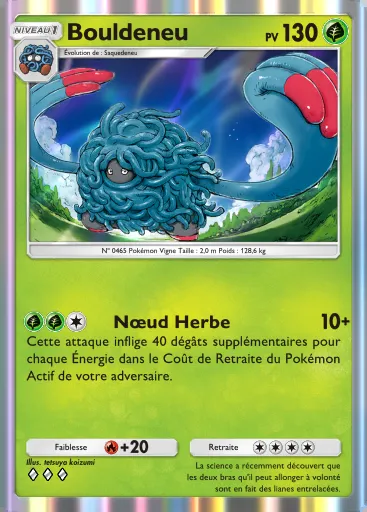 NIVEAU 1
Bouldeneu
PV 130
Évolution de : Saquedeneu
N° 0465 Pokémon Vigne Taille : 2,0 m Poids : 128,6 kg
Nœud Herbe 10+
Cette attaque inflige 40 dégâts supplémentaires pour
chaque Énergie dans le Coût de Retraite du Pokémon
Actif de votre adversaire.
Faiblesse +20
Retraite
Illus. tetsuya koizumi
La science a récemment découvert que
les deux bras qu'il peut allonger à volonté
sont en fait des lianes entrelacées.